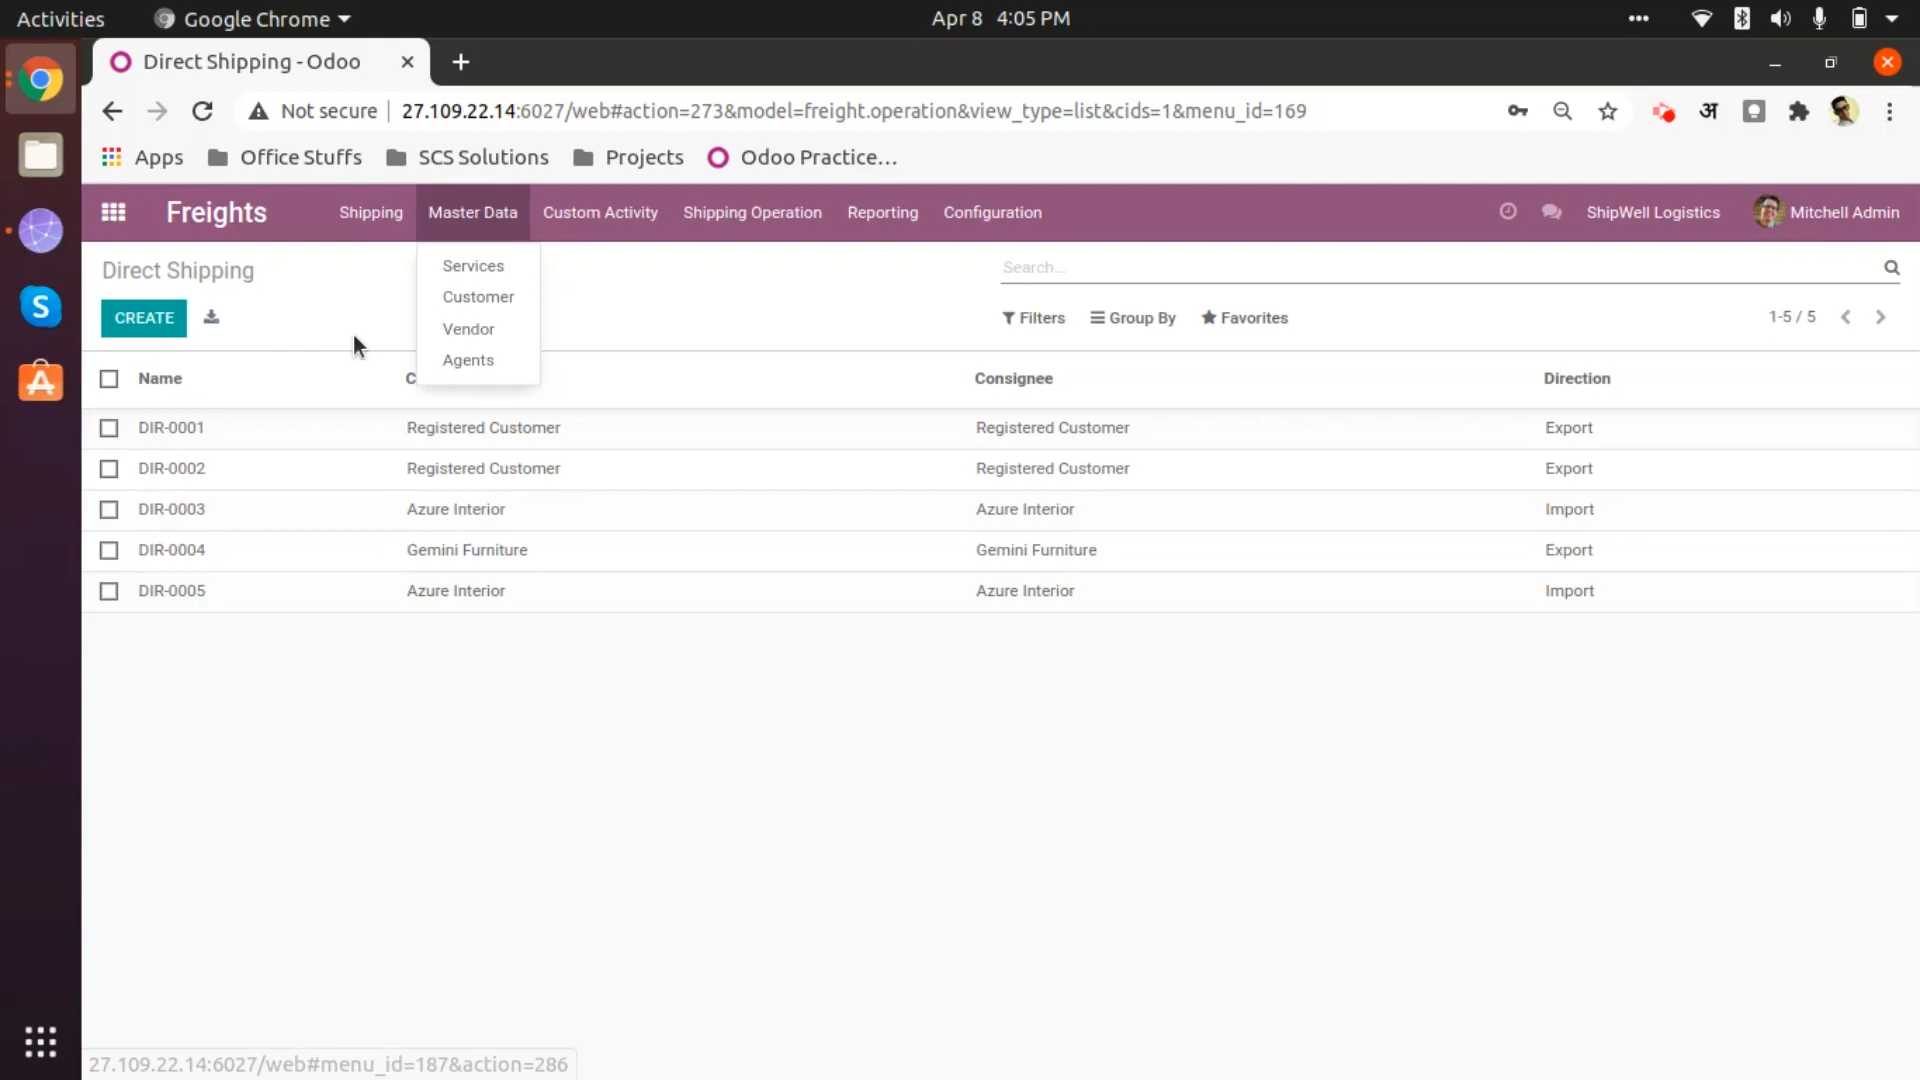 Activities Google Chrome Apr 8 4:05 PM
Direct Shipping - Odoo
Not secure 27.109.22.14:6027/web#action=273&model=freight.operation&view_type=list&cids=1&menu_id=169 अ
Apps Office Stuffs SCS Solutions Projects Odoo Practice...
Freights Shipping Master Data Custom Activity Shipping Operation Reporting Configuration ShipWell Logistics Mitchell Admin
Direct Shipping Search...
Services
Customer
Vendor
Agents
CREATE Filters Group By Favorites 1-5 / 5
Name C Consignee Direction
DIR-0001 Registered Customer Registered Customer Export
DIR-0002 Registered Customer Registered Customer Export
DIR-0003 Azure Interior Azure Interior Import
DIR-0004 Gemini Furniture Gemini Furniture Export
DIR-0005 Azure Interior Azure Interior Import
27.109.22.14:6027/web#menu_id=187&action=286